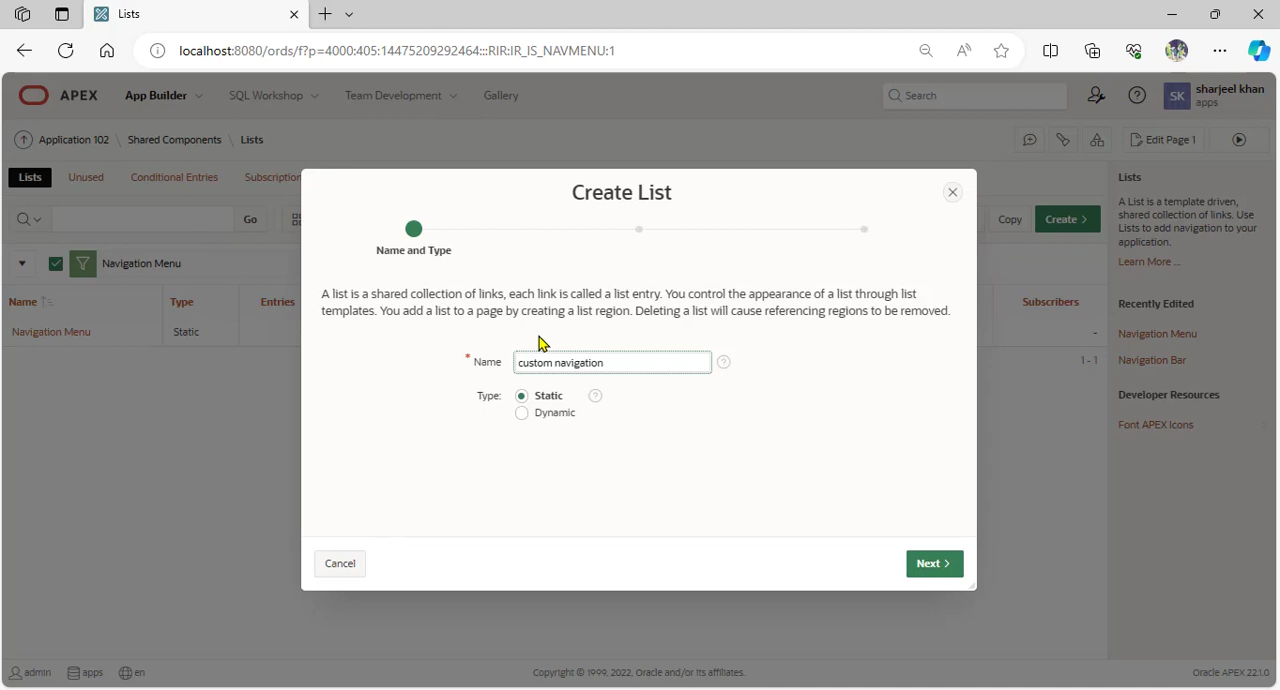 Lists
localhost:8080/ords/f?p=4000:405:14475209292464:::RIR:IR_IS_NAVMENU:1
APEX App Builder SQL Workshop Team Development Gallery Search SK sharjeel khan
apps
Application 102 \ Shared Components \ Lists Edit Page 1
Lists Unused Conditional Entries Subscription
Go Copy Create >
Navigation Menu
Name Type Entries Subscribers
Navigation Menu Static -
1 - 1
Create List
Name and Type
A list is a shared collection of links, each link is called a list entry. You control the appearance of a list through list
templates. You add a list to a page by creating a list region. Deleting a list will cause referencing regions to be removed.
* Name custom navigation ?
Type: Static ?
Dynamic
Cancel Next >
Lists
A List is a template driven,
shared collection of links. Use
Lists to add navigation to your
application.
Learn More ...
Recently Edited
Navigation Menu
Navigation Bar
Developer Resources
Font APEX Icons
admin apps en Copyright © 1999, 2022, Oracle and/or its affiliates. Oracle APEX 22.1.0